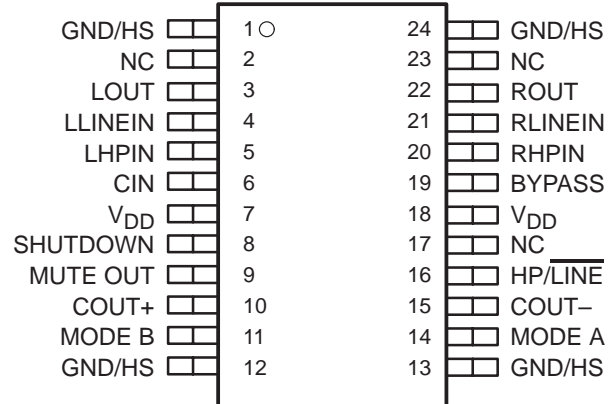 GND/HS 1 24 GND/HS
NC 2 23 NC
LOUT 3 22 ROUT
LLINEIN 4 21 RLINEIN
LHPIN 5 20 RHPIN
CIN 6 19 BYPASS
VDD 7 18 VDD
SHUTDOWN 8 17 NC
MUTE OUT 9 16 HP/LINE
COUT+ 10 15 COUT–
MODE B 11 14 MODE A
GND/HS 12 13 GND/HS